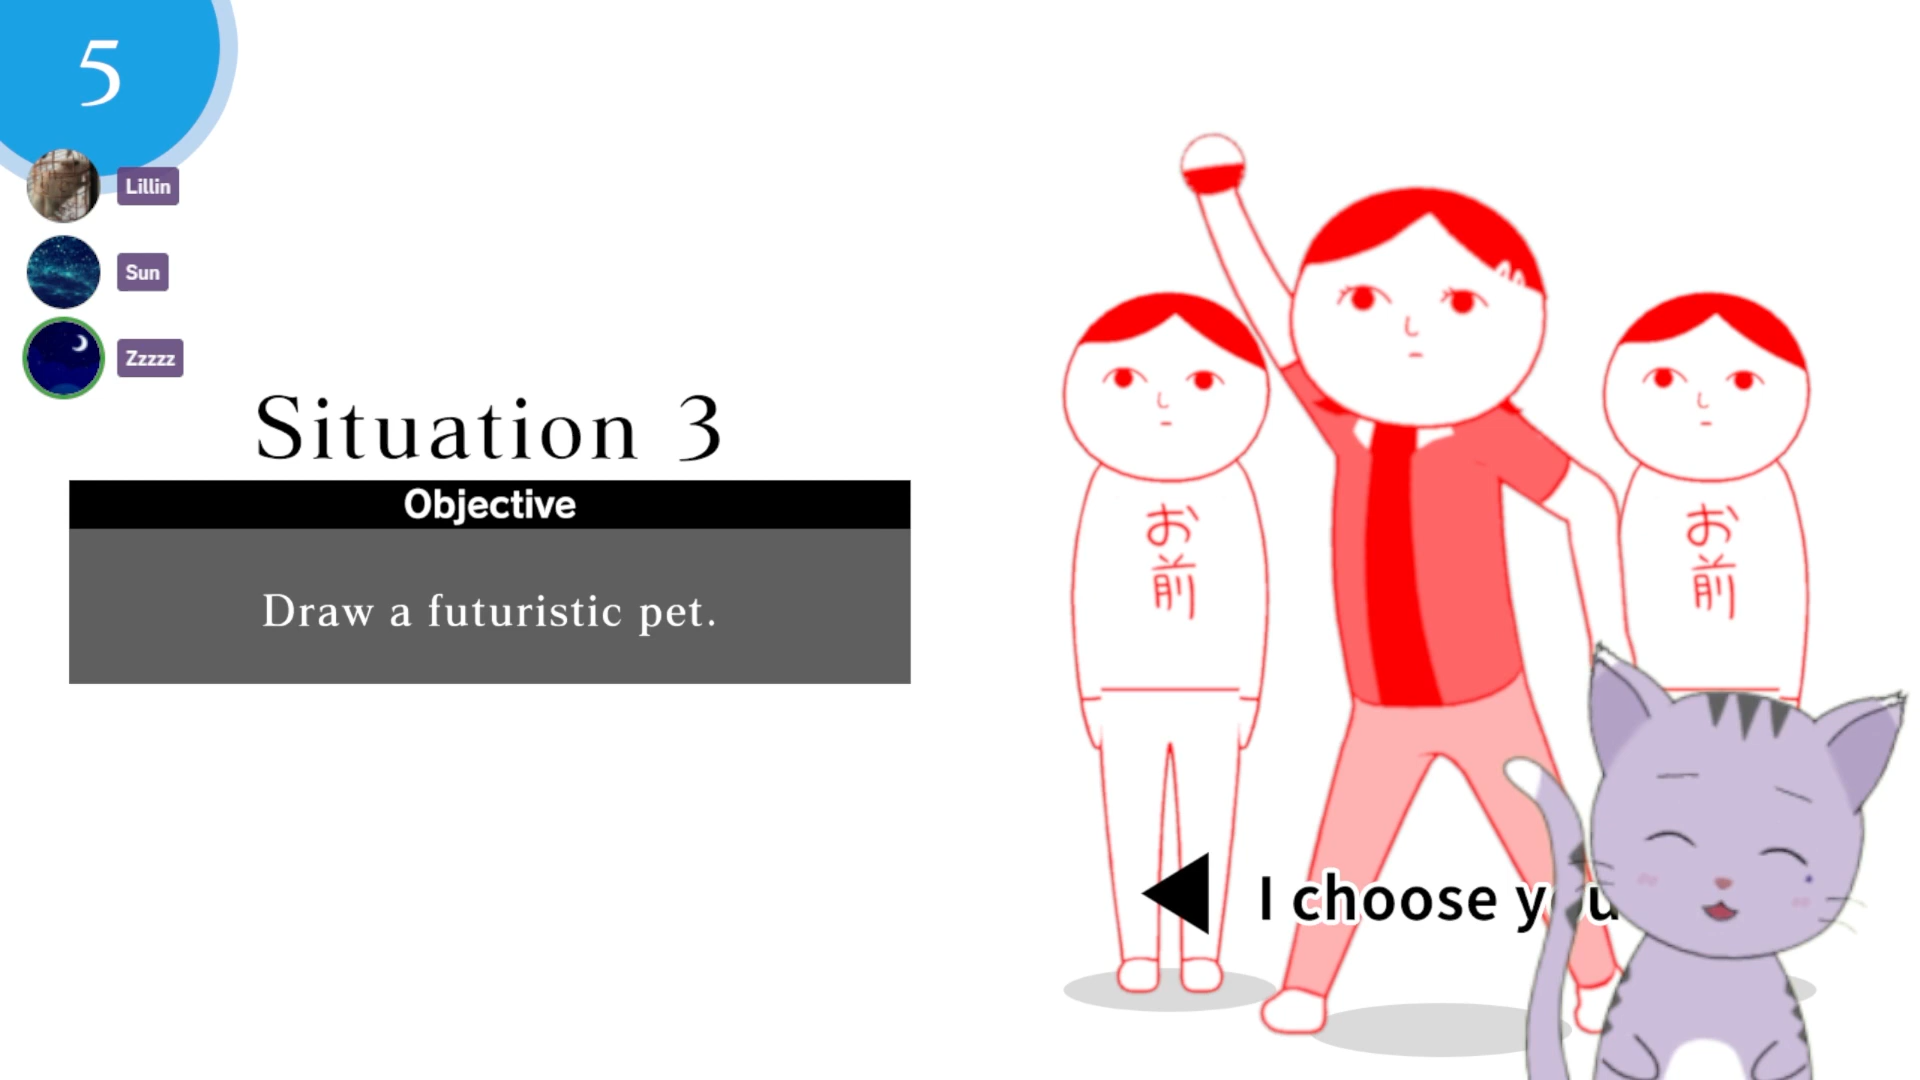 5
Lillin
Sun
Zzzzz
Situation 3
Objective
Draw a futuristic pet.
お
前
お
前
I choose